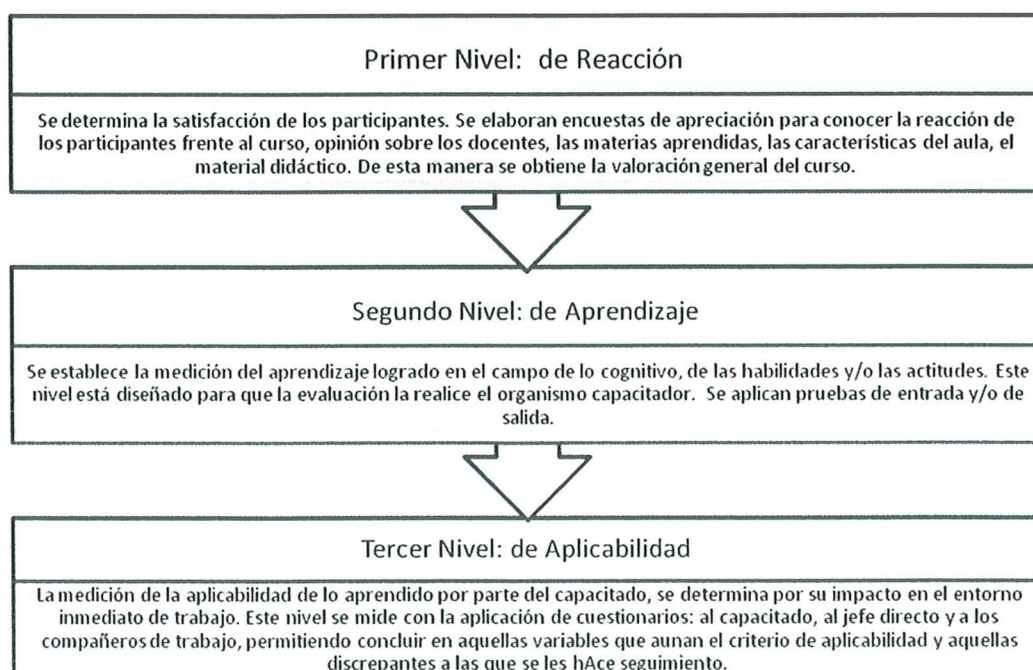 Primer Nivel: de Reacción
Se determina la satisfacción de los participantes. Se elaboran encuestas de apreciación para conocer la reacción de
los participantes frente al curso, opinión sobre los docentes, las materias aprendidas, las características del aula, el
material didáctico. De esta manera se obtiene la valoración general del curso.
Segundo Nivel: de Aprendizaje
Se establece la medición del aprendizaje logrado en el campo de lo cognitivo, de las habilidades y/o las actitudes. Este
nivel está diseñado para que la evaluación la realice el organismo capacitador. Se aplican pruebas de entrada y/o de
salida.
Tercer Nivel: de Aplicabilidad
La medición de la aplicabilidad de lo aprendido por parte del capacitado, se determina por su impacto en el entorno
inmediato de trabajo. Este nivel se mide con la aplicación de cuestionarios: al capacitado, al jefe directo y a los
compañeros de trabajo, permitiendo concluir en aquellas variables que aunan el criterio de aplicabilidad y aquellas
discrepantes a las que se les hAce seguimiento.